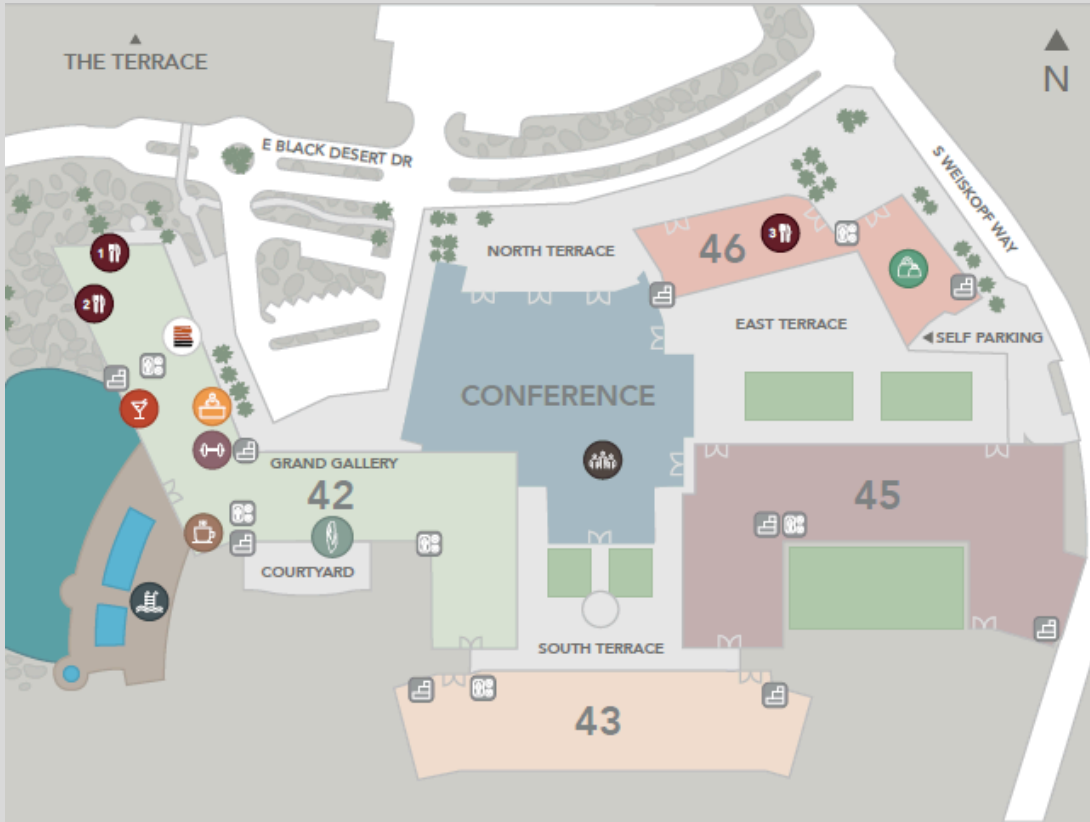 THE TERRACE
N
E BLACK DESERT DR
S WEISKOPF WAY
NORTH TERRACE
46
3
1
2
EAST TERRACE
SELF PARKING
CONFERENCE
GRAND GALLERY
42
45
COURTYARD
SOUTH TERRACE
43